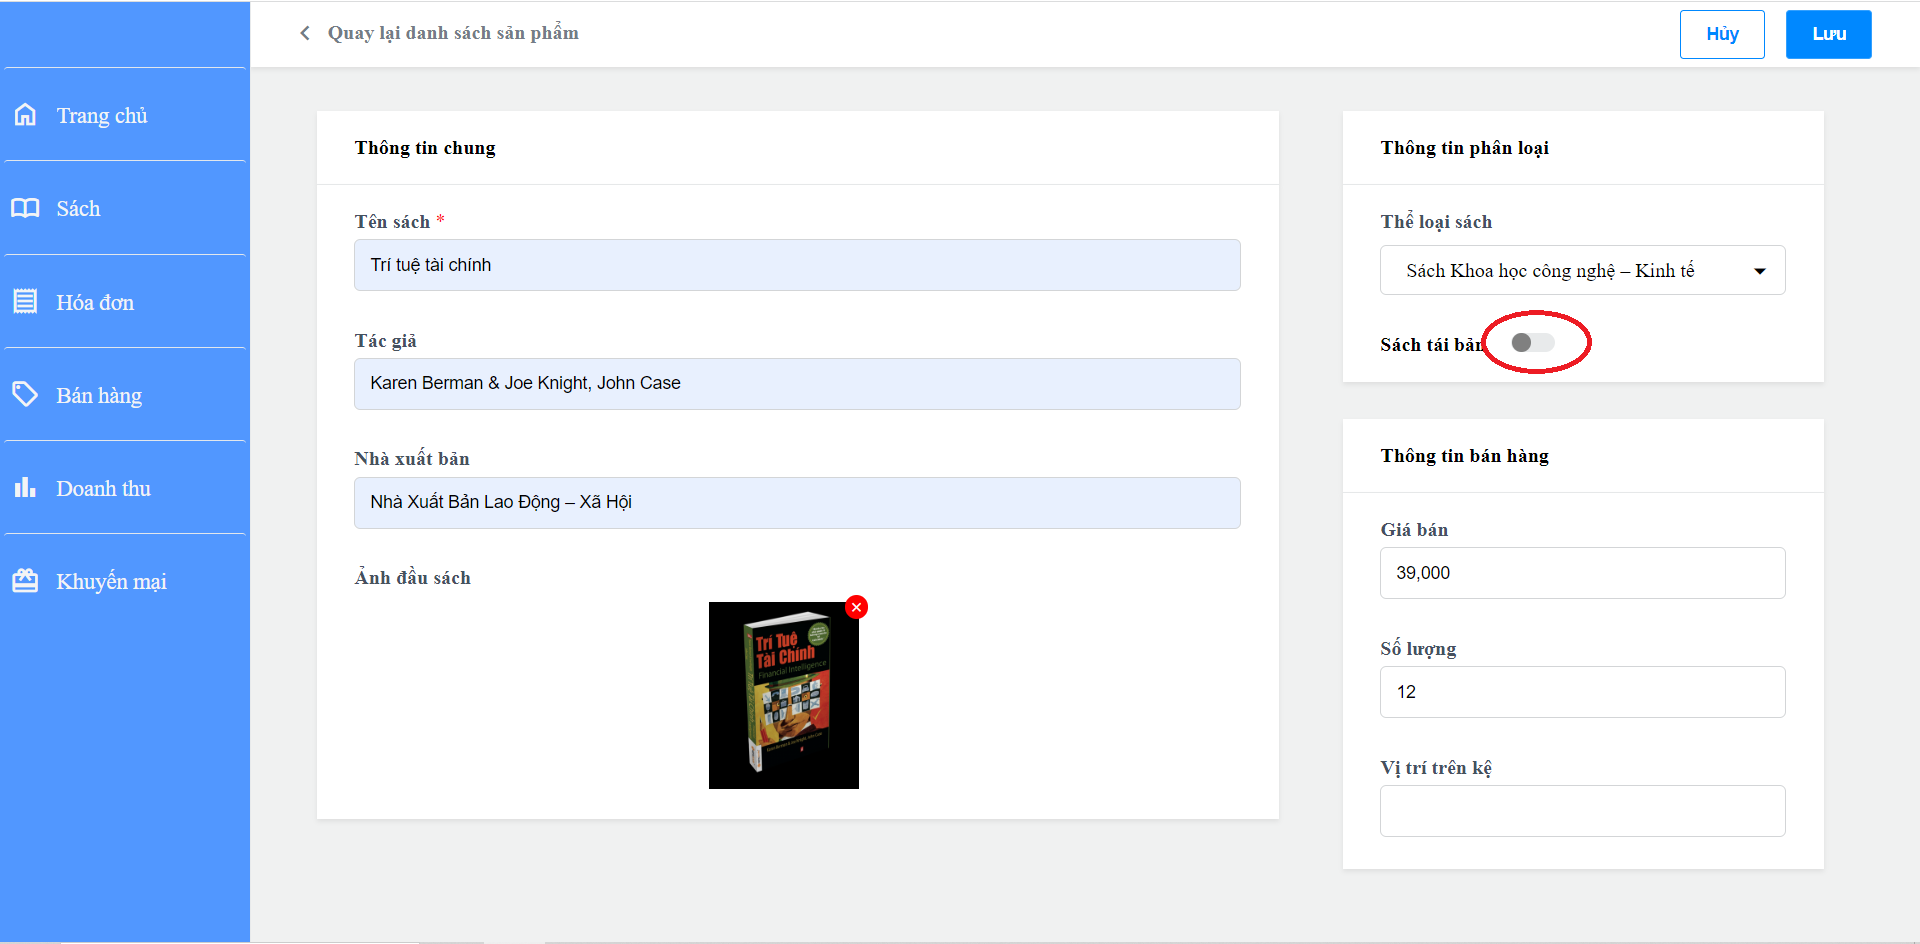 Quay lại danh sách sản phẩm
Hủy
Lưu
Trang chủ
Sách
Hóa đơn
Bán hàng
Doanh thu
Khuyến mại
Thông tin chung
Tên sách *
Trí tuệ tài chính
Tác giả
Karen Berman & Joe Knight, John Case
Nhà xuất bản
Nhà Xuất Bản Lao Động – Xã Hội
Ảnh đầu sách
Trí Tuệ
Tài Chính
Financial Intelligence
Thông tin phân loại
Thể loại sách
Sách Khoa học công nghệ – Kinh tế
Sách tái bản
Thông tin bán hàng
Giá bán
39,000
Số lượng
12
Vị trí trên kệ